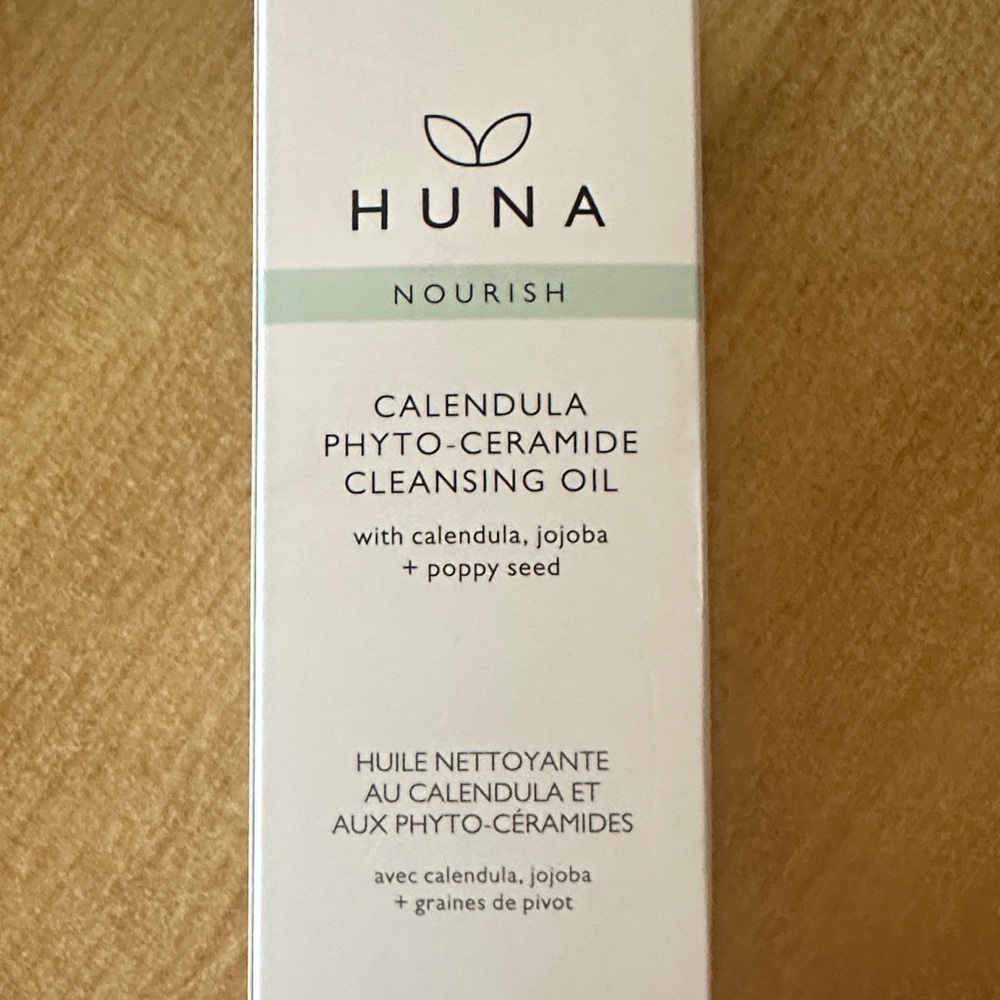 HUNA
NOURISH
CALENDULA
PHYTO-CERAMIDE
CLEANSING OIL
with calendula, jojoba
+ poppy seed
HUILE NETTOYANTE
AU CALENDULA ET
AUX PHYTO-CÉRAMIDES
avec calendula, jojoba
+ graines de pivot